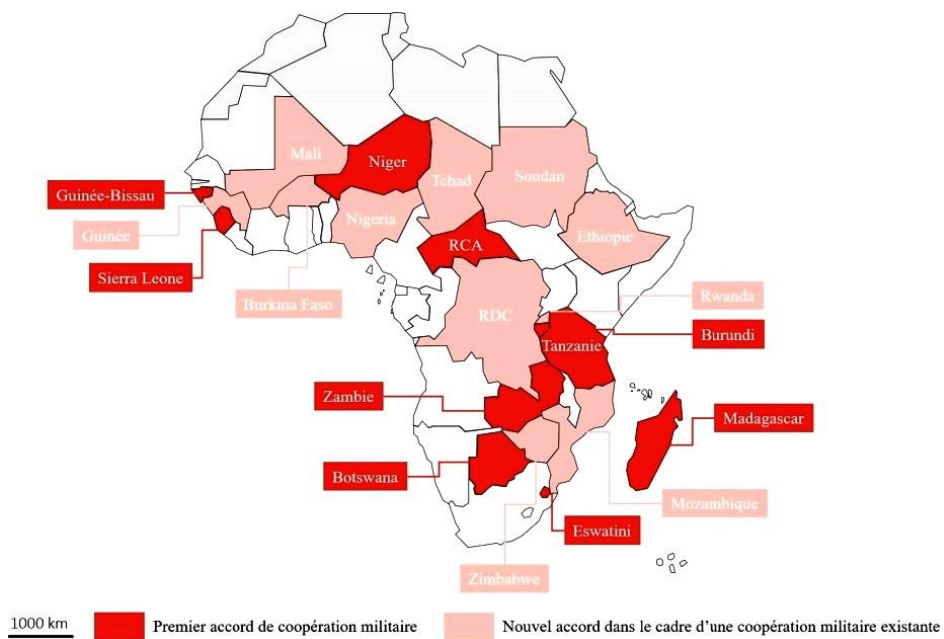 Mali
Niger
Tchad
Soudan
Guinée-Bissau
Nigeria
Guinée
RCA
Ethiopie
Sierra Leone
Burkina Faso
Rwanda
RDC
Burundi
Tanzanie
Zambie
Madagascar
Botswana
Mozambique
Eswatini
Zimbabwe
1000 km
Premier accord de coopération militaire
Nouvel accord dans le cadre d'une coopération militaire existante